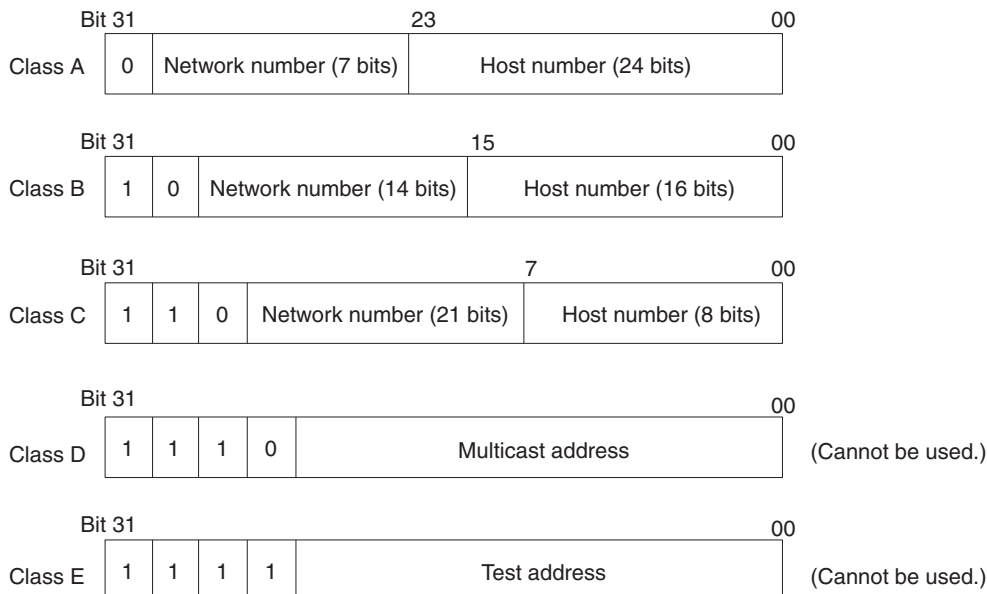 Bit 31 23 00
Class A 0 Network number (7 bits) Host number (24 bits)
Bit 31 15 00
Class B 1 0 Network number (14 bits) Host number (16 bits)
Bit 31 7 00
Class C 1 1 0 Network number (21 bits) Host number (8 bits)
Bit 31 00
Class D 1 1 1 0 Multicast address (Cannot be used.)
Bit 31 00
Class E 1 1 1 1 Test address (Cannot be used.)